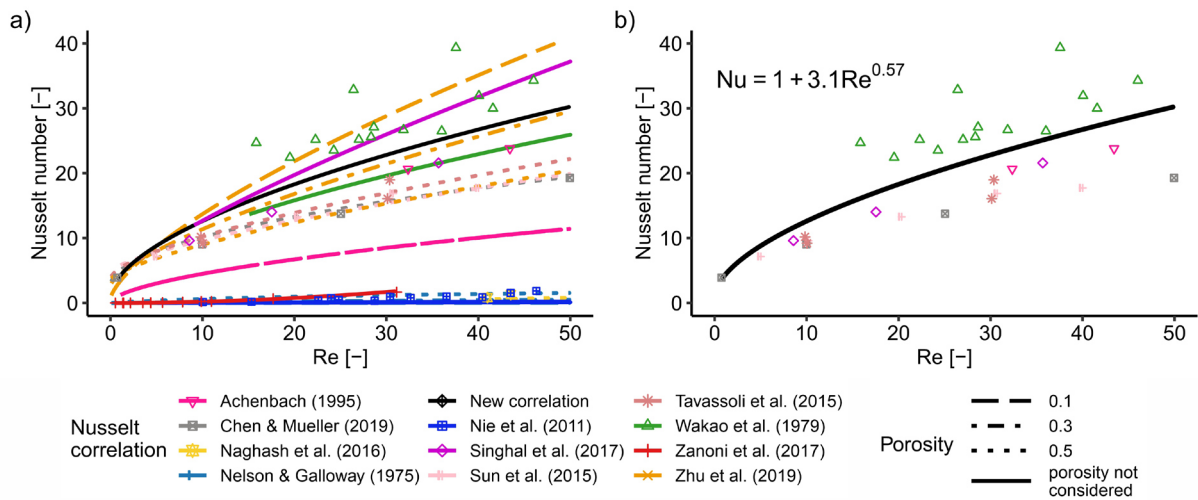 a)
b)
Nusselt number [−]
40
30
20
10
0
0 10 20 30 40 50
Re [−]
Nu = 1 + 3.1Re^0.57
Nusselt number [−]
40
30
20
10
0
0 10 20 30 40 50
Re [−]
Nusselt
correlation
Achenbach (1995)
Chen & Mueller (2019)
Naghash et al. (2016)
Nelson & Galloway (1975)
New correlation
Nie et al. (2011)
Singhal et al. (2017)
Sun et al. (2015)
Tavassoli et al. (2015)
Wakao et al. (1979)
Zanoni et al. (2017)
Zhu et al. (2019)
Porosity
0.1
0.3
0.5
porosity not
considered